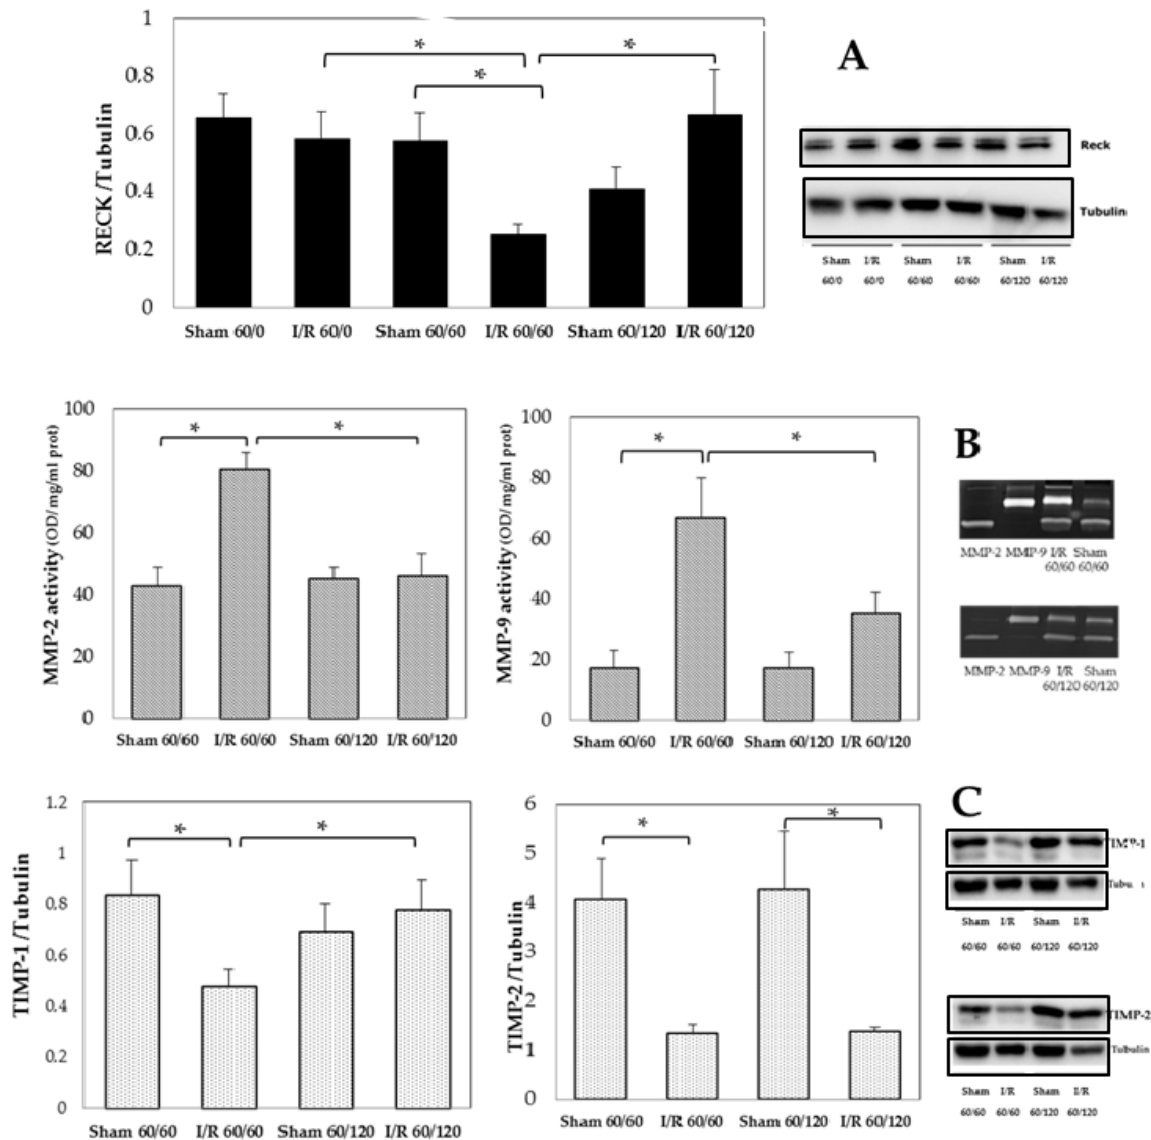 1
0.8
0.6
0.4
0.2
0
RECK /Tubulin
* * *
Sham 60/0 I/R 60/0 Sham 60/60 I/R 60/60 Sham 60/120 I/R 60/120
A
Reck
Tubulin
Sham I/R Sham I/R Sham I/R
60/0 60/0 60/60 60/60 60/120 60/120
100
80
60
40
20
0
MMP-2 activity (OD/mg/ml prot)
* *
Sham 60/60 I/R 60/60 Sham 60/120 I/R 60/120
100
80
60
40
20
0
MMP-9 activity (OD/mg/ml prot)
* *
Sham 60/60 I/R 60/60 Sham 60/120 I/R 60/120
B
MMP-2 MMP-9 I/R Sham
60/60 60/60
MMP-2 MMP-9 I/R Sham
60/120 60/120
1.2
1
0.8
0.6
0.4
0.2
0
TIMP-1 /Tubulin
* *
Sham 60/60 I/R 60/60 Sham 60/120 I/R 60/120
6
5
4
3
2
1
0
TIMP-2 /Tubulin
* *
Sham 60/60 I/R 60/60 Sham 60/120 I/R 60/120
C
TIMP-1
Sham I/R Sham I/R
60/60 60/60 60/120 60/120
TIMP-2
Tubulin
Sham I/R Sham I/R
60/60 60/60 60/120 60/120